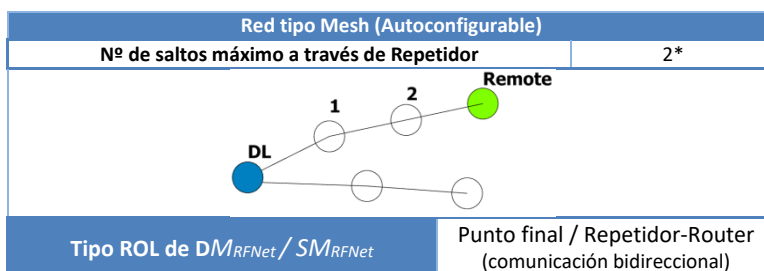 Red tipo Mesh (Autoconfigurable)
Nº de saltos máximo a través de Repetidor 2*
Remote
2
1
DL
Tipo ROL de DMRFNet / SMRFNet
Punto final / Repetidor-Router
(comunicación bidireccional)